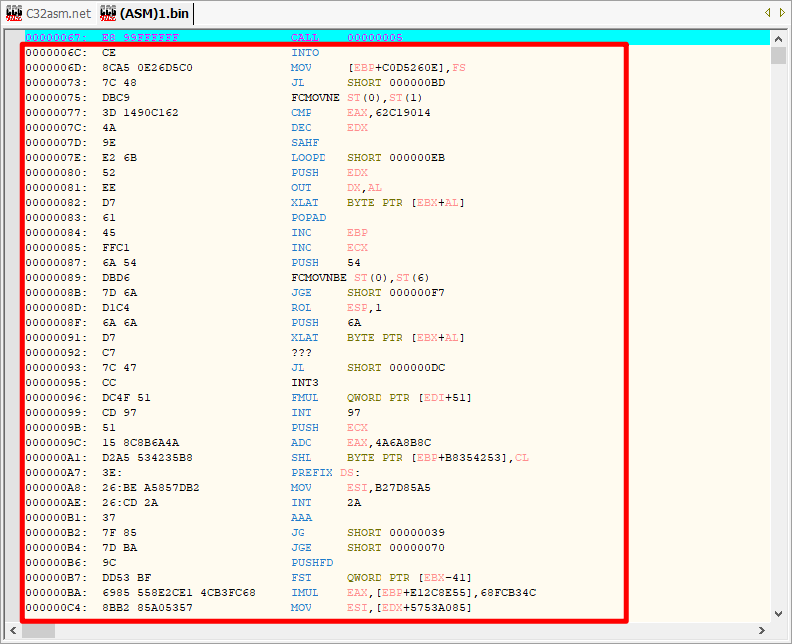 C32asm.net (ASM)1.bin
00000067: E8 99FFFFFF CALL 00000005
0000006C: CE INTO
0000006D: 8CA5 0E26D5C0 MOV [EBP+C0D5260E],FS
00000073: 7C 48 JL SHORT 000000BD
00000075: DBC9 FCMOVNE ST(0),ST(1)
00000077: 3D 1490C162 CMP EAX,62C19014
0000007C: 4A DEC EDX
0000007D: 9E SAHF
0000007E: E2 6B LOOPD SHORT 000000EB
00000080: 52 PUSH EDX
00000081: EE OUT DX,AL
00000082: D7 XLAT BYTE PTR [EBX+AL]
00000083: 61 POPAD
00000084: 45 INC EBP
00000085: FFC1 INC ECX
00000087: 6A 54 PUSH 54
00000089: DBD6 FCMOVNBE ST(0),ST(6)
0000008B: 7D 6A JGE SHORT 000000F7
0000008D: D1C4 ROL ESP,1
0000008F: 6A 6A PUSH 6A
00000091: D7 XLAT BYTE PTR [EBX+AL]
00000092: C7 ???
00000093: 7C 47 JL SHORT 000000DC
00000095: CC INT3
00000096: DC4F 51 FMUL QWORD PTR [EDI+51]
00000099: CD 97 INT 97
0000009B: 51 PUSH ECX
0000009C: 15 8C8B6A4A ADC EAX,4A6A8B8C
000000A1: D2A5 534235B8 SHL BYTE PTR [EBP+B8354253],CL
000000A7: 3E: PREFIX DS:
000000A8: 26:BE A5857DB2 MOV ESI,B27D85A5
000000AE: 26:CD 2A INT 2A
000000B1: 37 AAA
000000B2: 7F 85 JG SHORT 00000039
000000B4: 7D BA JGE SHORT 00000070
000000B6: 9C PUSHFD
000000B7: DD53 BF FST QWORD PTR [EBX-41]
000000BA: 6985 558E2CE1 4CB3FC68 IMUL EAX,[EBP+E12C8E55],68FCB34C
000000C4: 8BB2 85A05357 MOV ESI,[EDX+5753A085]